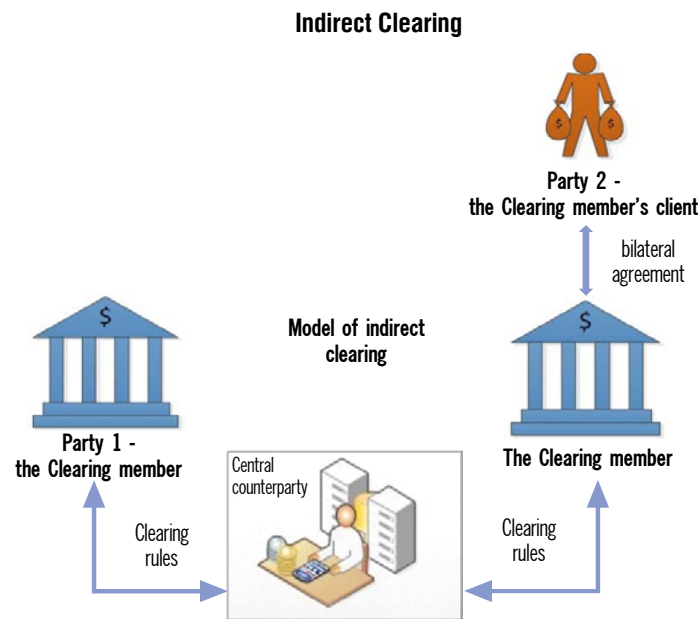 Indirect Clearing
$ $
Party 2 -
the Clearing member's client
bilateral
agreement
$
$
Model of indirect
clearing
Party 1 -
the Clearing member
The Clearing member
Central
counterparty
Clearing
rules
Clearing
rules